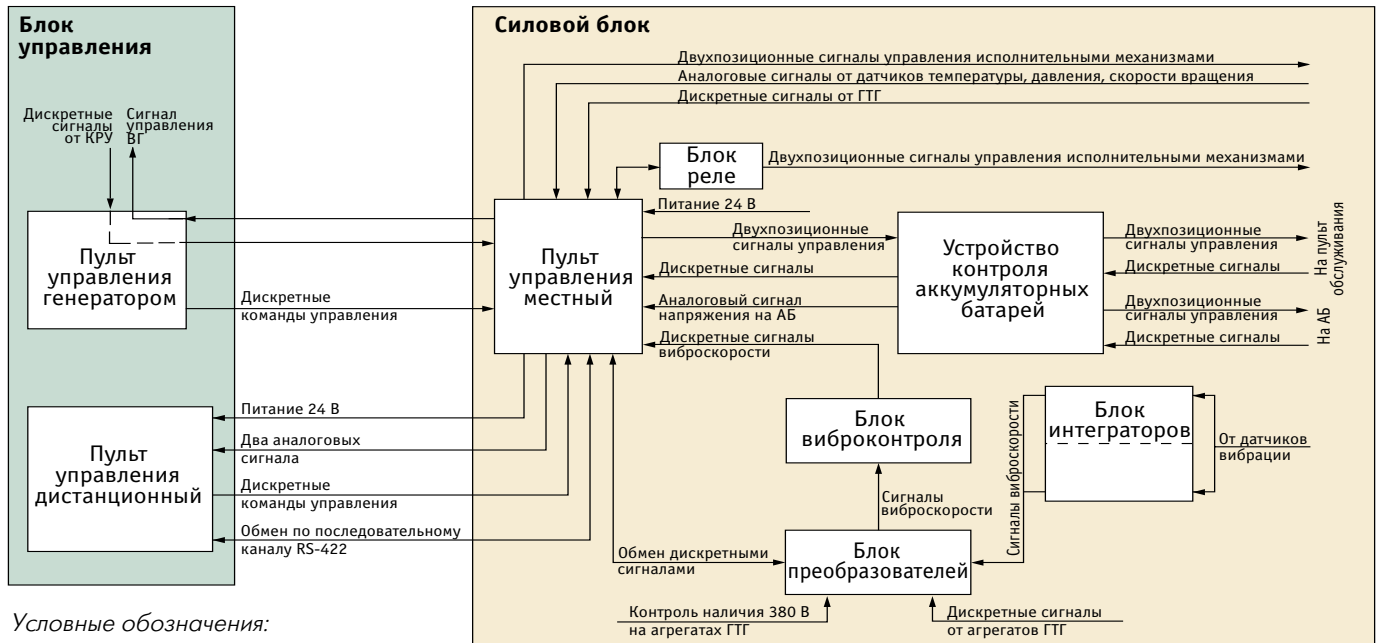 Блок
управления
Дискретные
сигналы
от КРУ
Сигнал
управления
ВГ
Пульт
управления
генератором
Дискретные
команды управления
Пульт
управления
дистанционный
Питание 24 В
Два аналоговых
сигнала
Дискретные
команды управления
Обмен по последовательному
каналу RS-422
Силовой блок
Двухпозиционные сигналы управления исполнительными механизмами
Аналоговые сигналы от датчиков температуры, давления, скорости вращения
Дискретные сигналы от ГТГ
Блок
реле
Двухпозиционные сигналы управления исполнительными механизмами
Питание 24 В
Пульт
управления
местный
Двухпозиционные
сигналы управления
Дискретные сигналы
Аналоговый сигнал
напряжения на АБ
Дискретные сигналы
виброскорости
Устройство
контроля
аккумуляторных
батарей
Двухпозиционные
сигналы управления
Дискретные сигналы
На пульт
обслуживания
Двухпозиционные
сигналы управления
Дискретные сигналы
На АБ
Блок
виброконтроля
Сигналы
виброскорости
Сигналы виброскорости
Блок
интеграторов
От датчиков
вибрации
Обмен дискретными
сигналами
Блок
преобразователей
Контроль наличия 380 В
на агрегатах ГТГ
Дискретные сигналы
от агрегатов ГТГ
Условные обозначения: